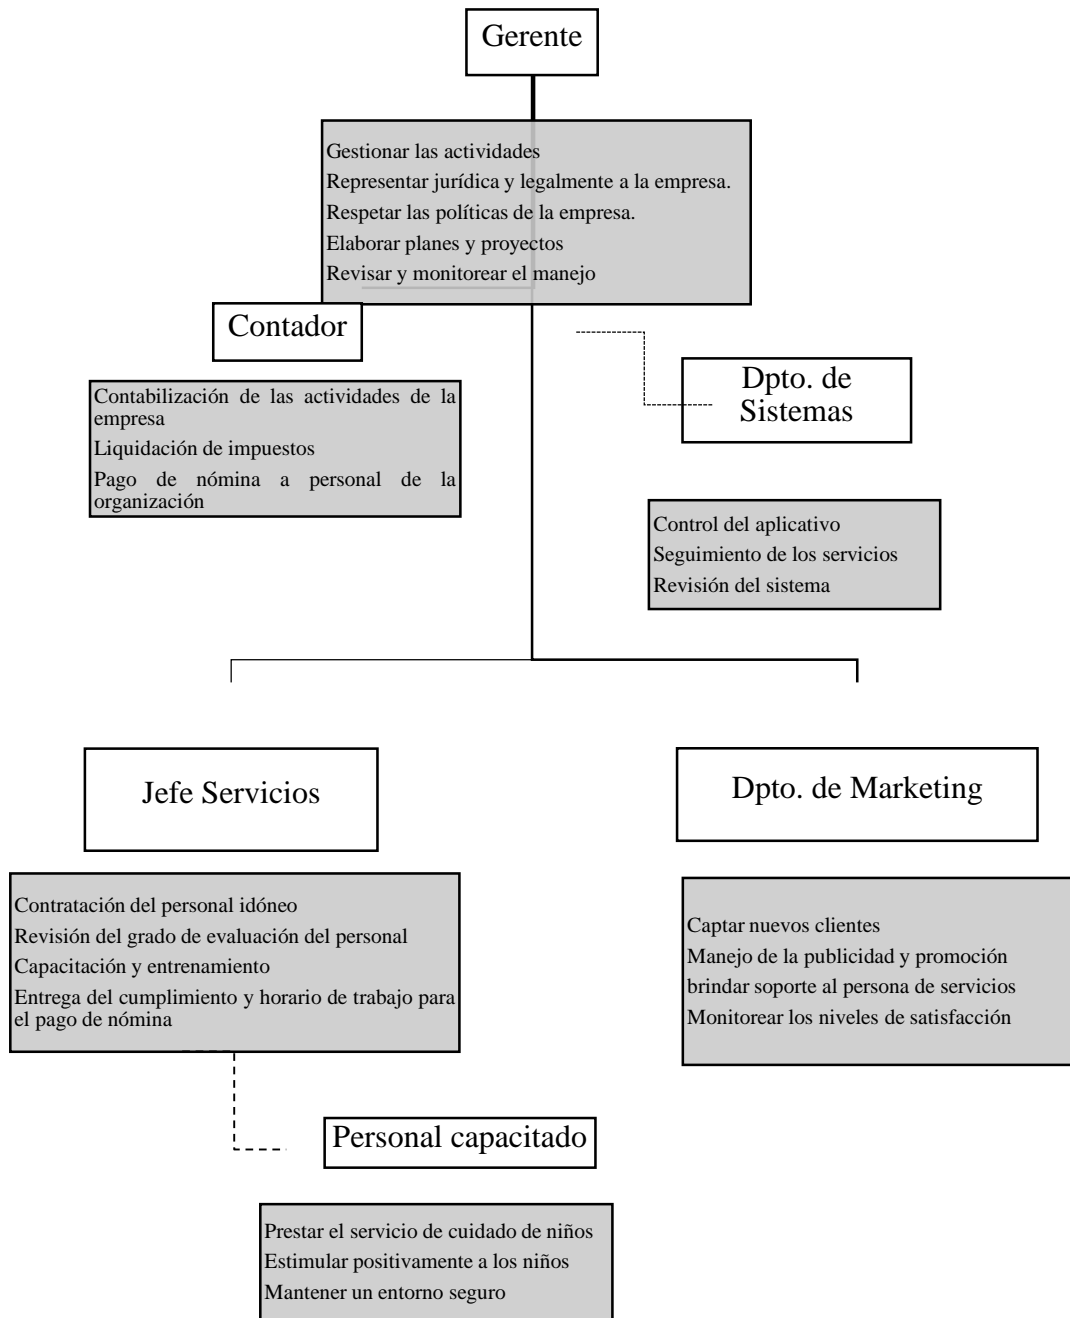 Gerente
Gestionar las actividades
Representar jurídica y legalmente a la empresa.
Respetar las políticas de la empresa.
Elaborar planes y proyectos
Revisar y monitorear el manejo
Contador
Contabilización de las actividades de la
empresa
Liquidación de impuestos
Pago de nómina a personal de la
organización
Dpto. de
Sistemas
Control del aplicativo
Seguimiento de los servicios
Revisión del sistema
Jefe Servicios
Contratación del personal idóneo
Revisión del grado de evaluación del personal
Capacitación y entrenamiento
Entrega del cumplimiento y horario de trabajo para
el pago de nómina
Dpto. de Marketing
Captar nuevos clientes
Manejo de la publicidad y promoción
brindar soporte al persona de servicios
Monitorear los niveles de satisfacción
Personal capacitado
Prestar el servicio de cuidado de niños
Estimular positivamente a los niños
Mantener un entorno seguro